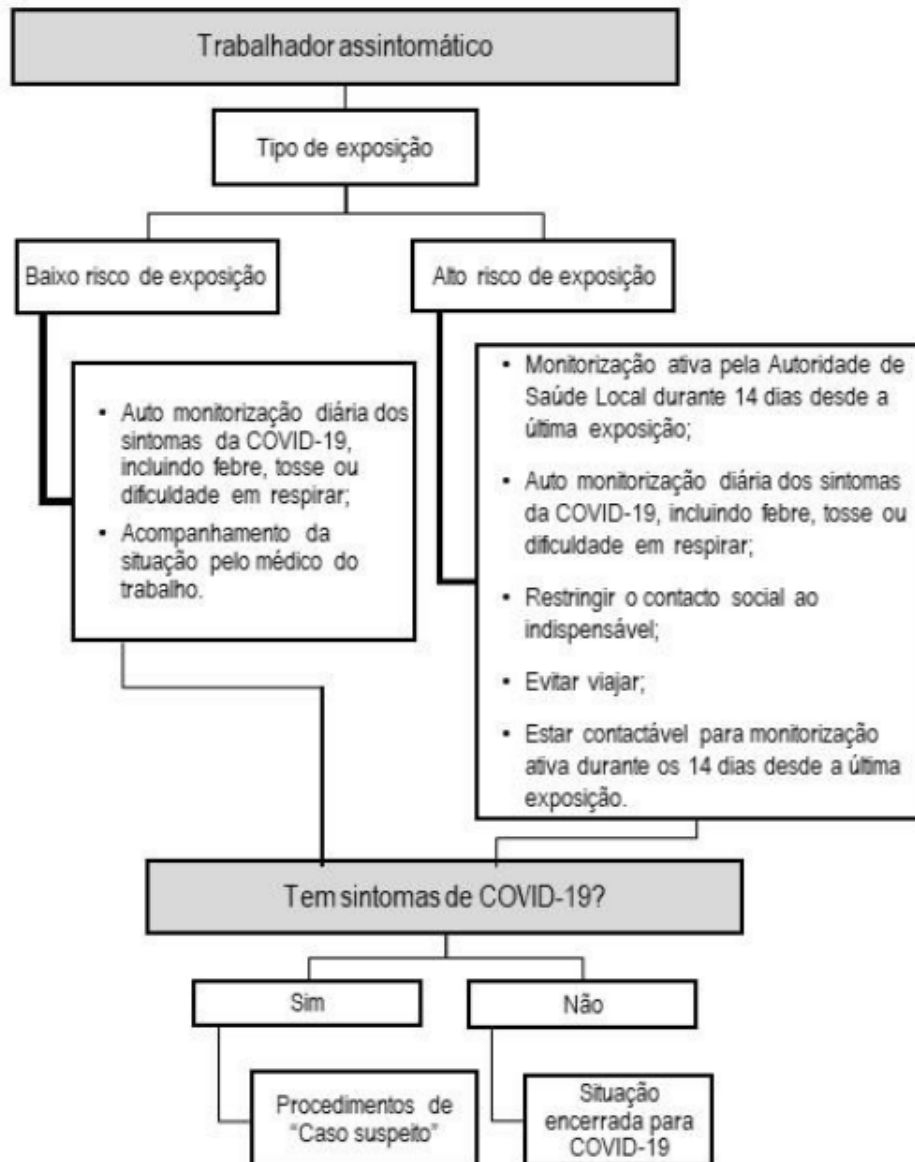 Trabalhador assintomático
Tipo de exposição
Baixo risco de exposição
Alto risco de exposição
• Auto monitorização diária dos
sintomas da COVID-19,
incluindo febre, tosse ou
dificuldade em respirar;
• Acompanhamento da
situação pelo médico do
trabalho.
• Monitorização ativa pela Autoridade de
Saúde Local durante 14 dias desde a
última exposição;
• Auto monitorização diária dos sintomas
da COVID-19, incluindo febre, tosse ou
dificuldade em respirar;
• Restringir o contacto social ao
indispensável;
• Evitar viajar;
• Estar contactável para monitorização
ativa durante os 14 dias desde a última
exposição.
Tem sintomas de COVID-19?
Sim
Não
Procedimentos de
“Caso suspeito”
Situação
encerrada para
COVID-19